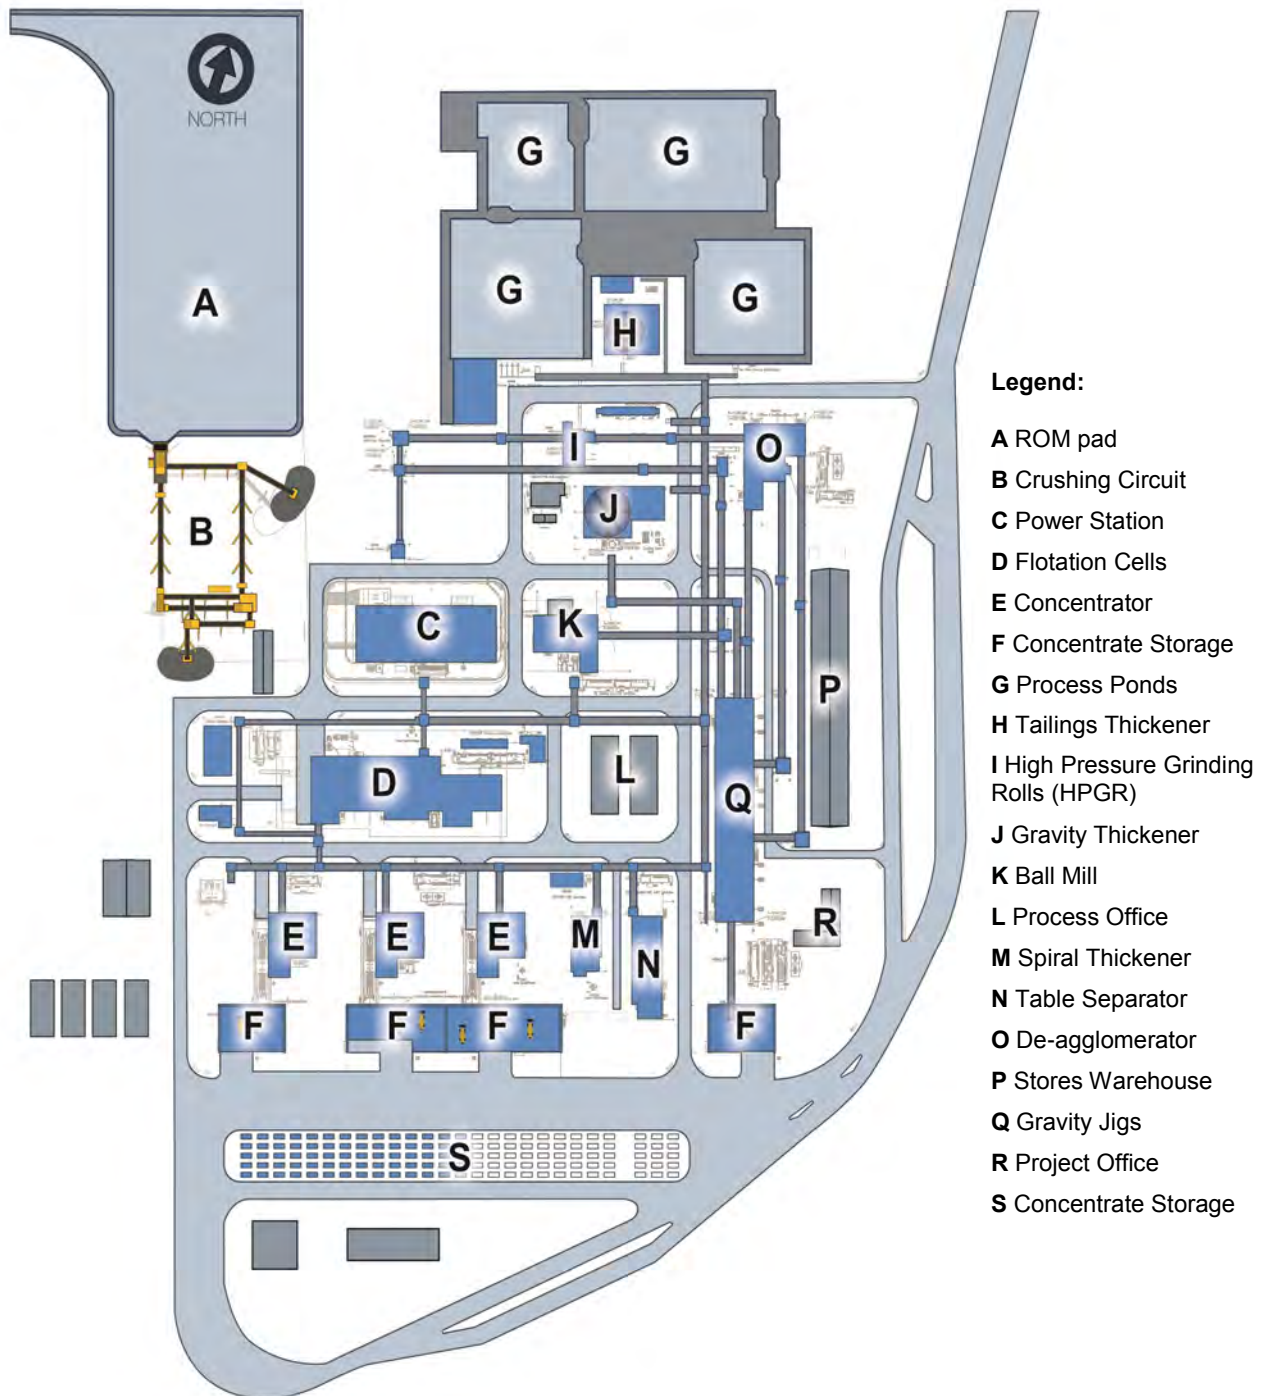 NORTH
G
G
A
G
G
H
I
O
J
B
C
K
P
D
L
Q
E
E
E
M
N
R
F
F
F
F
S
Legend:
A ROM pad
B Crushing Circuit
C Power Station
D Flotation Cells
E Concentrator
F Concentrate Storage
G Process Ponds
H Tailings Thickener
I High Pressure Grinding
Rolls (HPGR)
J Gravity Thickener
K Ball Mill
L Process Office
M Spiral Thickener
N Table Separator
O De-agglomerator
P Stores Warehouse
Q Gravity Jigs
R Project Office
S Concentrate Storage